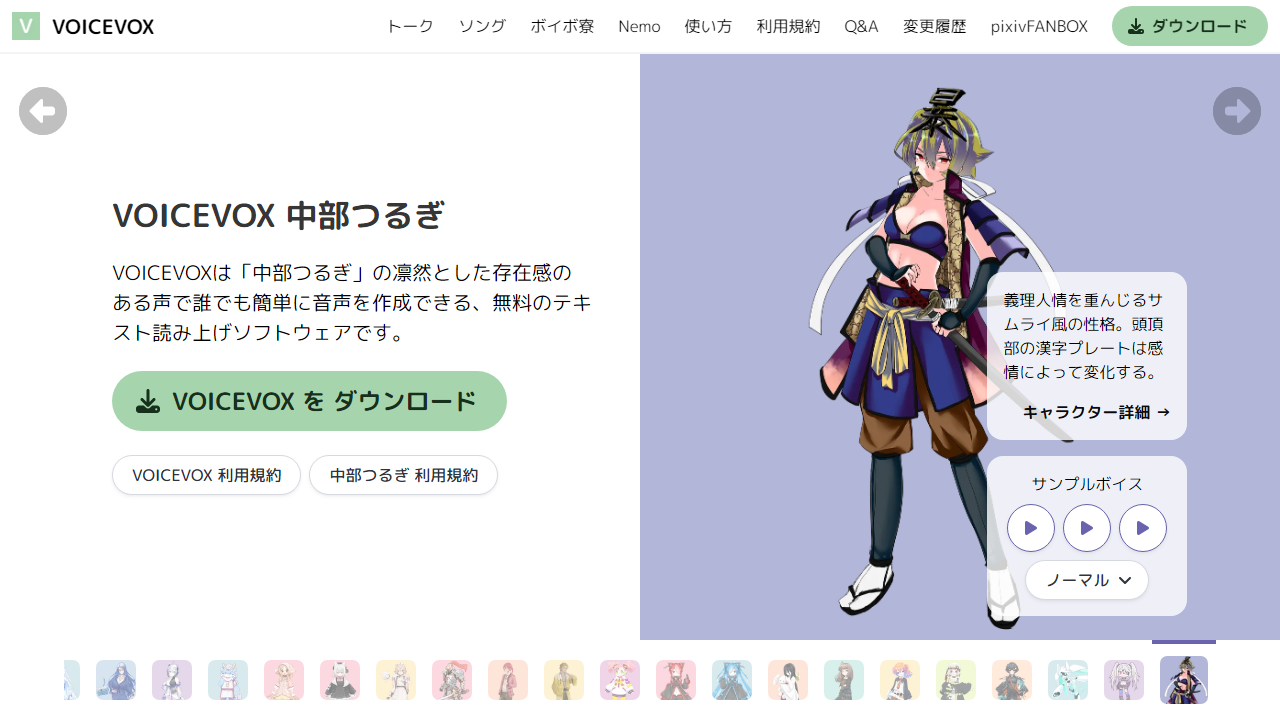 V VOICEVOX
トーク ソング ボイボ寮 Nemo 使い方 利用規約 Q&A 変更履歴 pixivFANBOX ダウンロード
VOICEVOX 中部つるぎ
VOICEVOXは「中部つるぎ」の凛然とした存在感の
ある声で誰でも簡単に音声を作成できる、無料のテキ
スト読み上げソフトウェアです。
VOICEVOX を ダウンロード
VOICEVOX 利用規約 中部つるぎ 利用規約
義理人情を重んじるサ
ムライ風の性格。頭頂
部の漢字プレートは感
情によって変化する。
キャラクター詳細 →
サンプルボイス
ノーマル